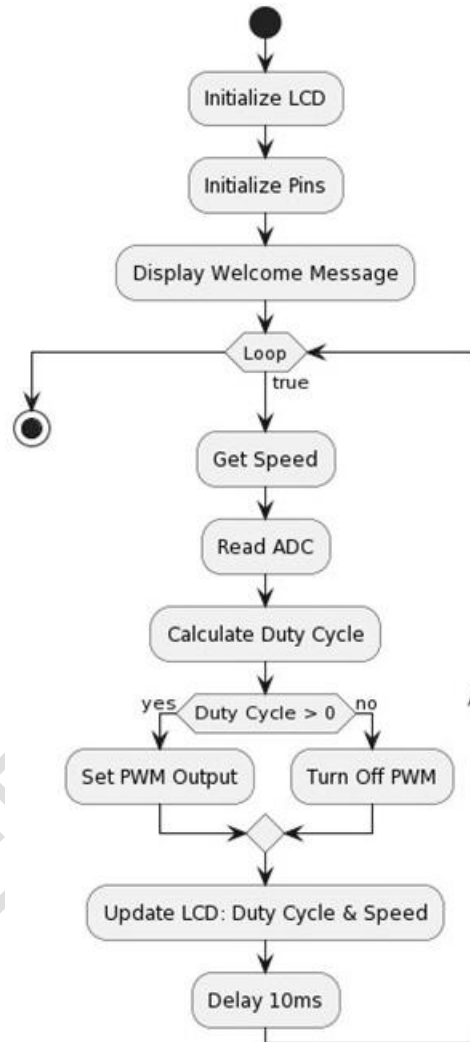 Initialize LCD
Initialize Pins
Display Welcome Message
Loop
true
Get Speed
Read ADC
Calculate Duty Cycle
yes
Duty Cycle > 0
no
Set PWM Output
Turn Off PWM
Update LCD: Duty Cycle & Speed
Delay 10ms